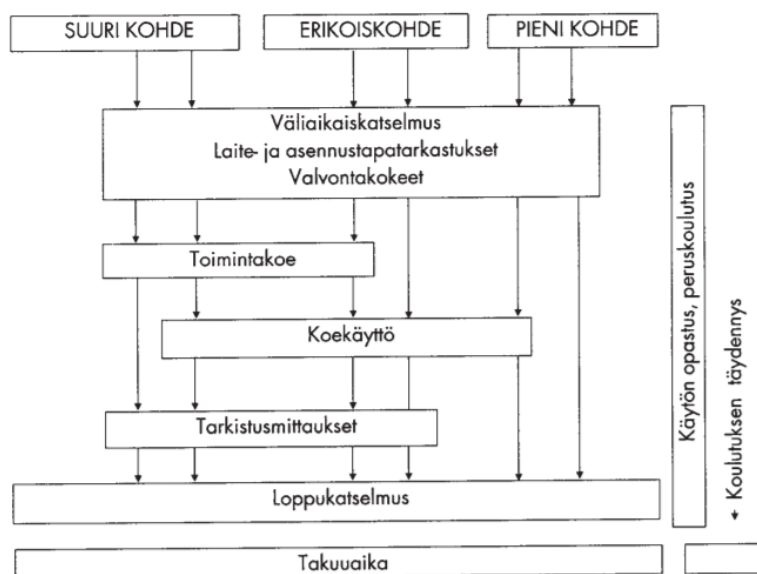 SUURI KOHDE
ERIKOISKOHDE
PIENI KOHDE
Väliaikaiskatselmus
Laite- ja asennustapatarkastukset
Valvontakokeet
Toimintakoe
Koekäyttö
Tarkistusmittaukset
Loppukatselmus
Takuuaika
Käytön opastus, peruskoulutus
Koulutuksen täydennys